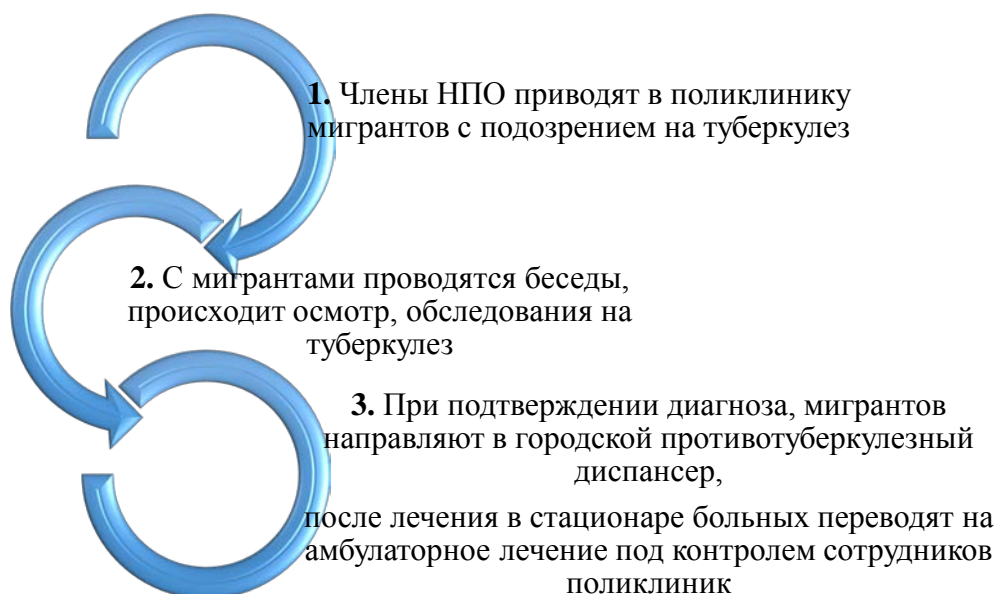 1. Члены НПО приводят в поликлинику
мигрантов с подозрением на туберкулез
2. С мигрантами проводятся беседы,
происходит осмотр, обследования на
туберкулез
3. При подтверждении диагноза, мигрантов
направляют в городской противотуберкулезный
диспансер,
после лечения в стационаре больных переводят на
амбулаторное лечение под контролем сотрудников
поликлиник